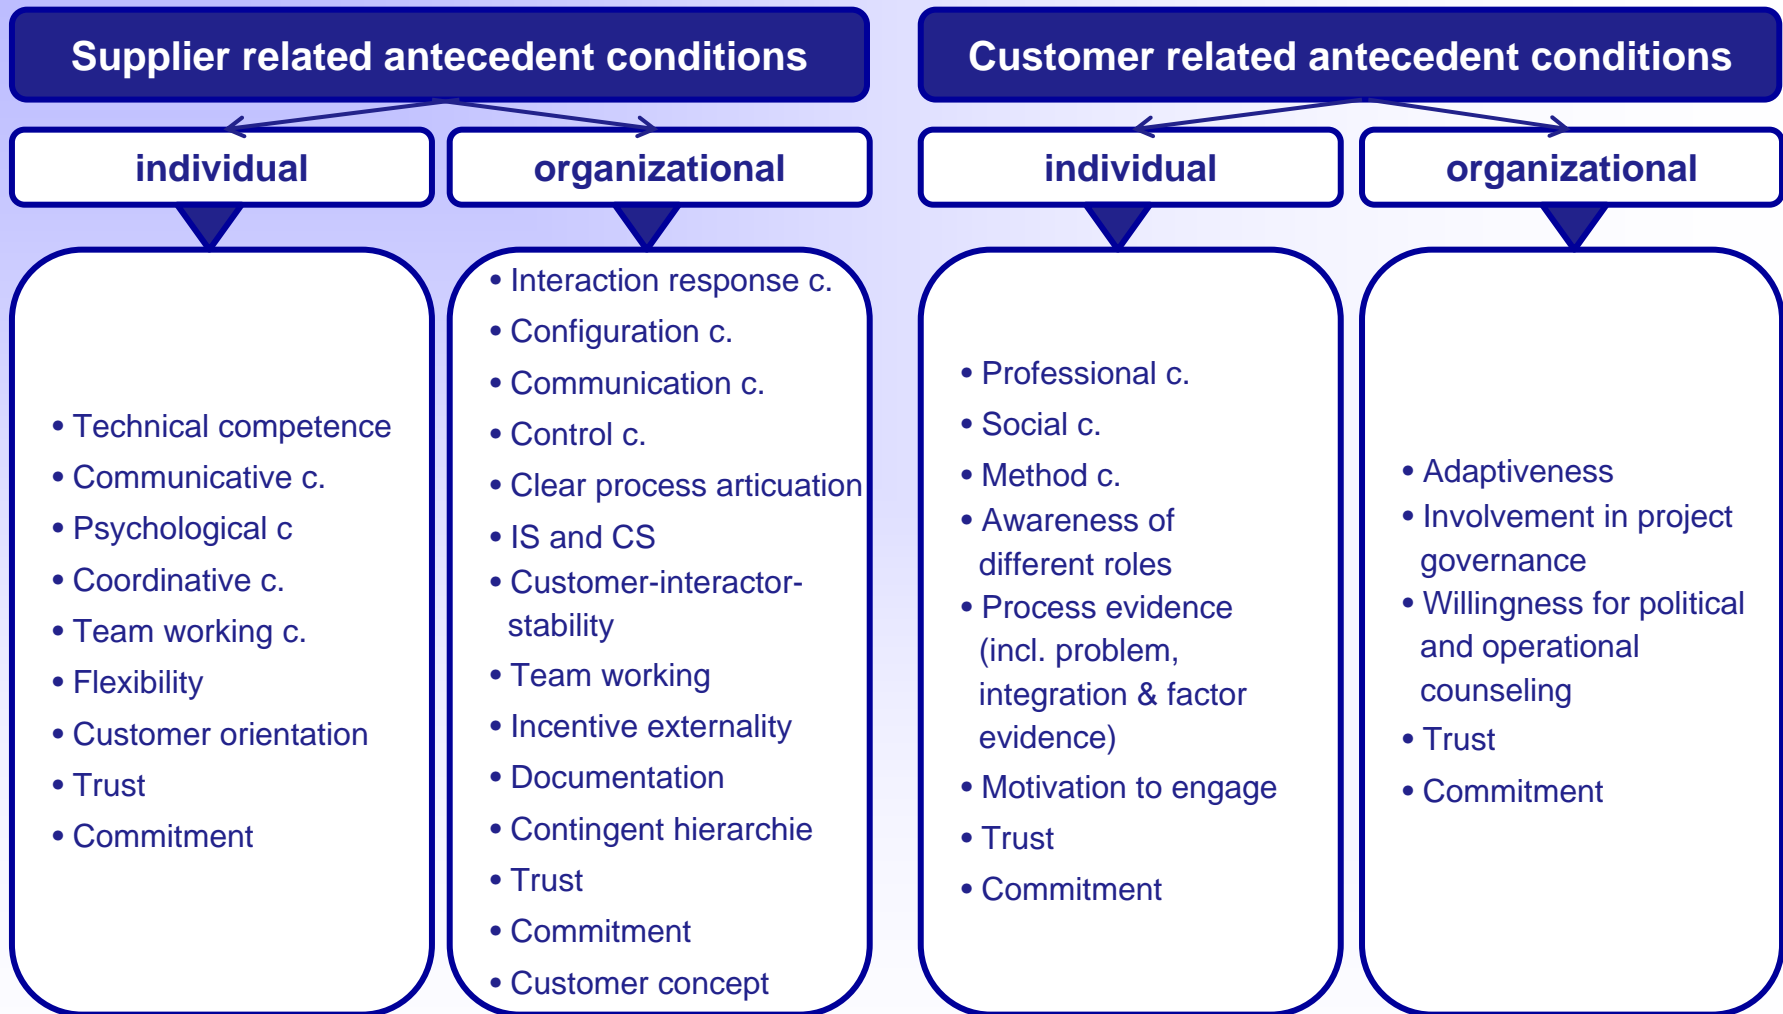 Supplier related antecedent conditions
individual
• Technical competence
• Communicative c.
• Psychological c
• Coordinative c.
• Team working c.
• Flexibility
• Customer orientation
• Trust
• Commitment
organizational
• Interaction response c.
• Configuration c.
• Communication c.
• Control c.
• Clear process articuation
• IS and CS
• Customer-interactor-
stability
• Team working
• Incentive externality
• Documentation
• Contingent hierarchie
• Trust
• Commitment
• Customer concept
Customer related antecedent conditions
individual
• Professional c.
• Social c.
• Method c.
• Awareness of
different roles
• Process evidence
(incl. problem,
integration & factor
evidence)
• Motivation to engage
• Trust
• Commitment
organizational
• Adaptiveness
• Involvement in project
governance
• Willingness for political
and operational
counseling
• Trust
• Commitment